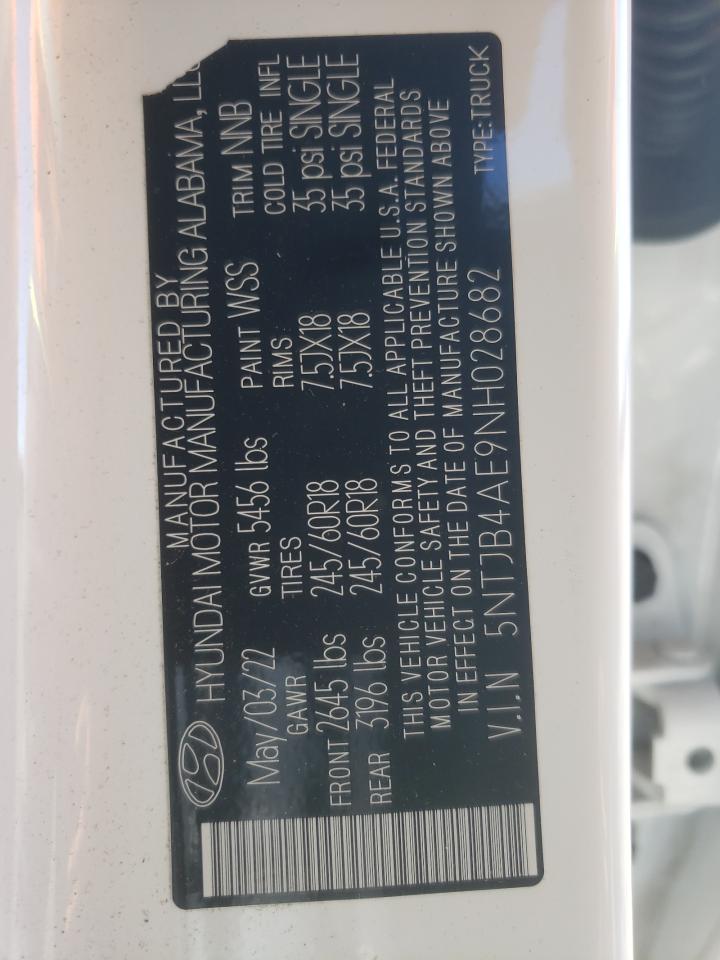 MANUFACTURED BY
HYUNDAI MOTOR MANUFACTURING ALABAMA, LLC
May/03/22 GVWR 5456 lbs PAINT WSS TRIM NNB
GAWR TIRES RIMS COLD TIRE INFL
FRONT 2645 lbs 245/60R18 7.5JX18 35 psi SINGLE
REAR 3196 lbs 245/60R18 7.5JX18 35 psi SINGLE
THIS VEHICLE CONFORMS TO ALL APPLICABLE U.S.A. FEDERAL
MOTOR VEHICLE SAFETY AND THEFT PREVENTION STANDARDS
IN EFFECT ON THE DATE OF MANUFACTURE SHOWN ABOVE
V.I.N 5NTJB4AE9NH028682 TYPE:TRUCK